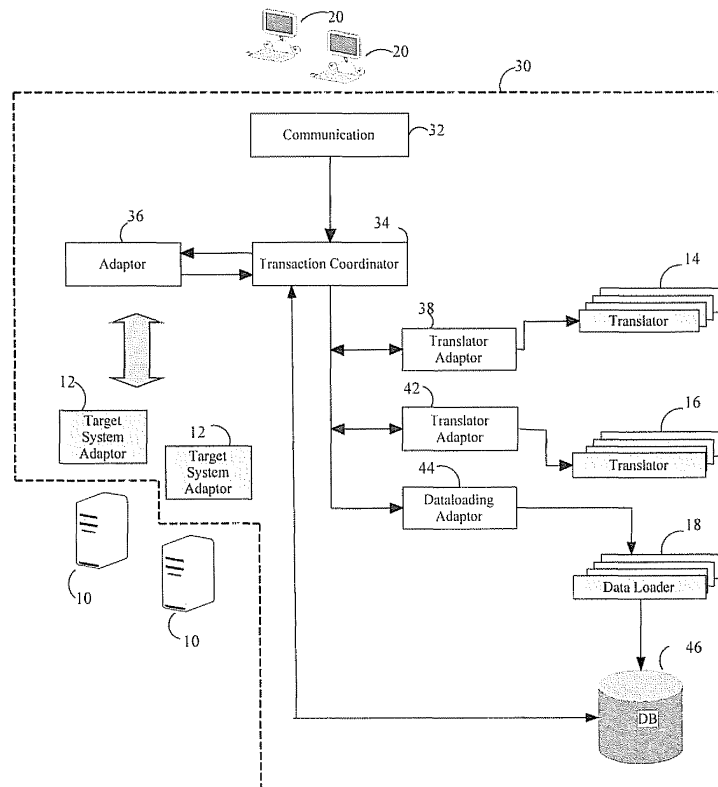 20
20
30
Communication
32
36
34
Adaptor
Transaction Coordinator
14
38
Translator
Translator
Adaptor
12
42
16
Target
System
Adaptor
12
Translator
Adaptor
Target
System
Adaptor
Translator
44
Dataloading
Adaptor
18
10
Data Loader
10
46
DB